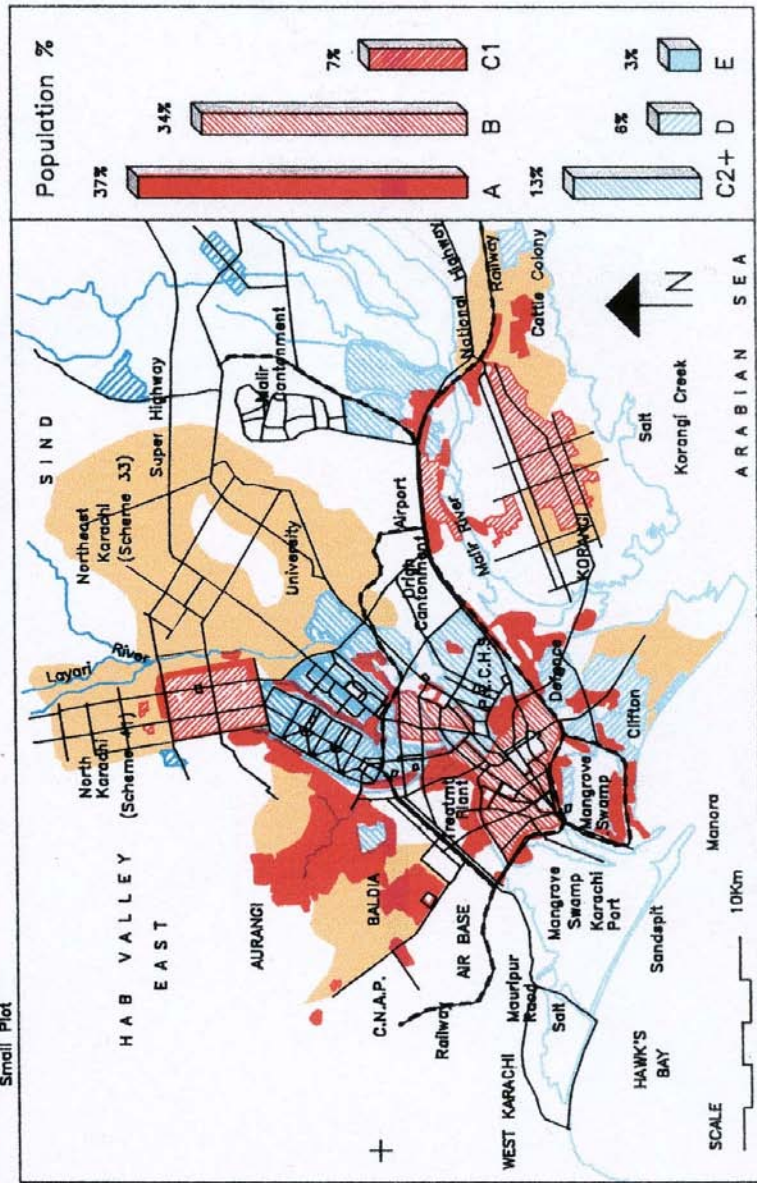 Small Plot
HAB VALLEY
EAST
SIND
North
Karachi
Layari River
Northeast
Karachi
(Scheme 33)
Super Highway
Malir
Cantonment
University
AURANGI
BALDIA
C.N.A.P.
Railway
AIR BASE
Treatmt
Plant
P.E.C.H.S.
Drigh
Cantonment
Airport
National Highway
Railway
Cattle Colony
Malir River
KORANGI
Defence
Clifton
Mangrove
Swamp
Mangrove
Swamp
Karachi
Port
Mauripur
Road
Salt
WEST KARACHI
HAWK'S
BAY
Sandspit
Manora
Salt
Korangi Creek
ARABIAN SEA
N
SCALE
10Km
Population %
37%
34%
7%
A
B
C1
13%
6%
3%
C2+
D
E